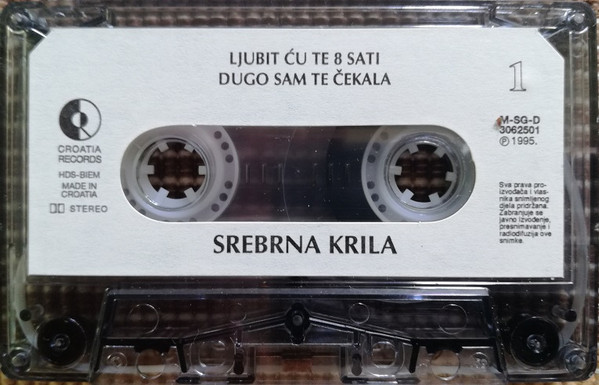 LJUBIT ĆU TE 8 SATI
DUGO SAM TE ČEKALA
1
CROATIA
RECORDS
HDS-BIEM
MADE IN
CROATIA
STEREO
M-SG-D
3062501
Ⓟ 1995.
Sva prava pro-
izvođača i vlas-
nika snimljenog
djela pridržana.
Zabranjuje se
javno izvođenje,
presnimavanje i
radiodifuzija ove
snimke.
SREBRNA KRILA